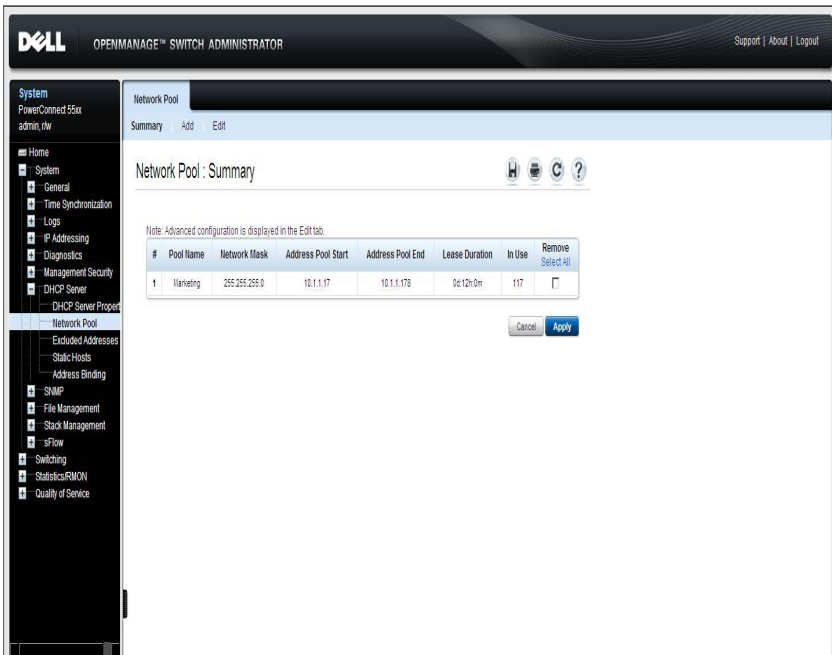 DELL OPENMANAGE™ SWITCH ADMINISTRATOR Support | About | Logout
System
PowerConnect 55xx
admin, r/w
Home
System
General
Time Synchronization
Logs
IP Addressing
Diagnostics
Management Security
DHCP Server
DHCP Server Propert
Network Pool
Excluded Addresses
Static Hosts
Address Binding
SNMP
File Management
Stack Management
sFlow
Switching
Statistics/RMON
Quality of Service
Network Pool
Summary Add Edit
Network Pool : Summary
Note: Advanced configuration is displayed in the Edit tab.
# Pool Name Network Mask Address Pool Start Address Pool End Lease Duration In Use Remove Select All
1 Marketing 255.255.255.0 10.1.1.17 10.1.1.178 0d:12h:0m 117
Cancel Apply